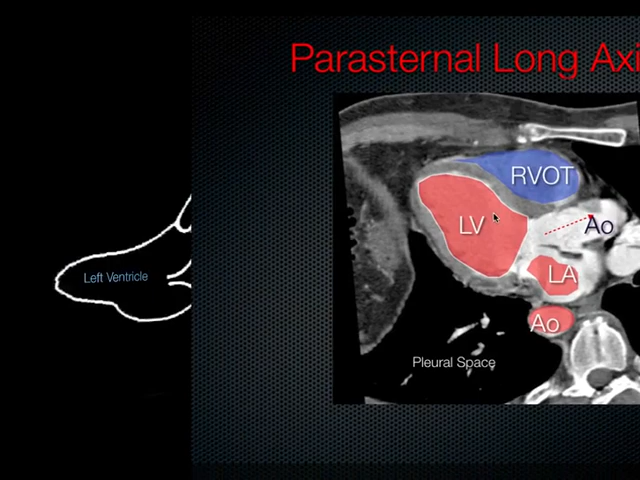 Parasternal Long Axi
RVOT
LV
Ao
LA
Left Ventricle
Ao
Pleural Space